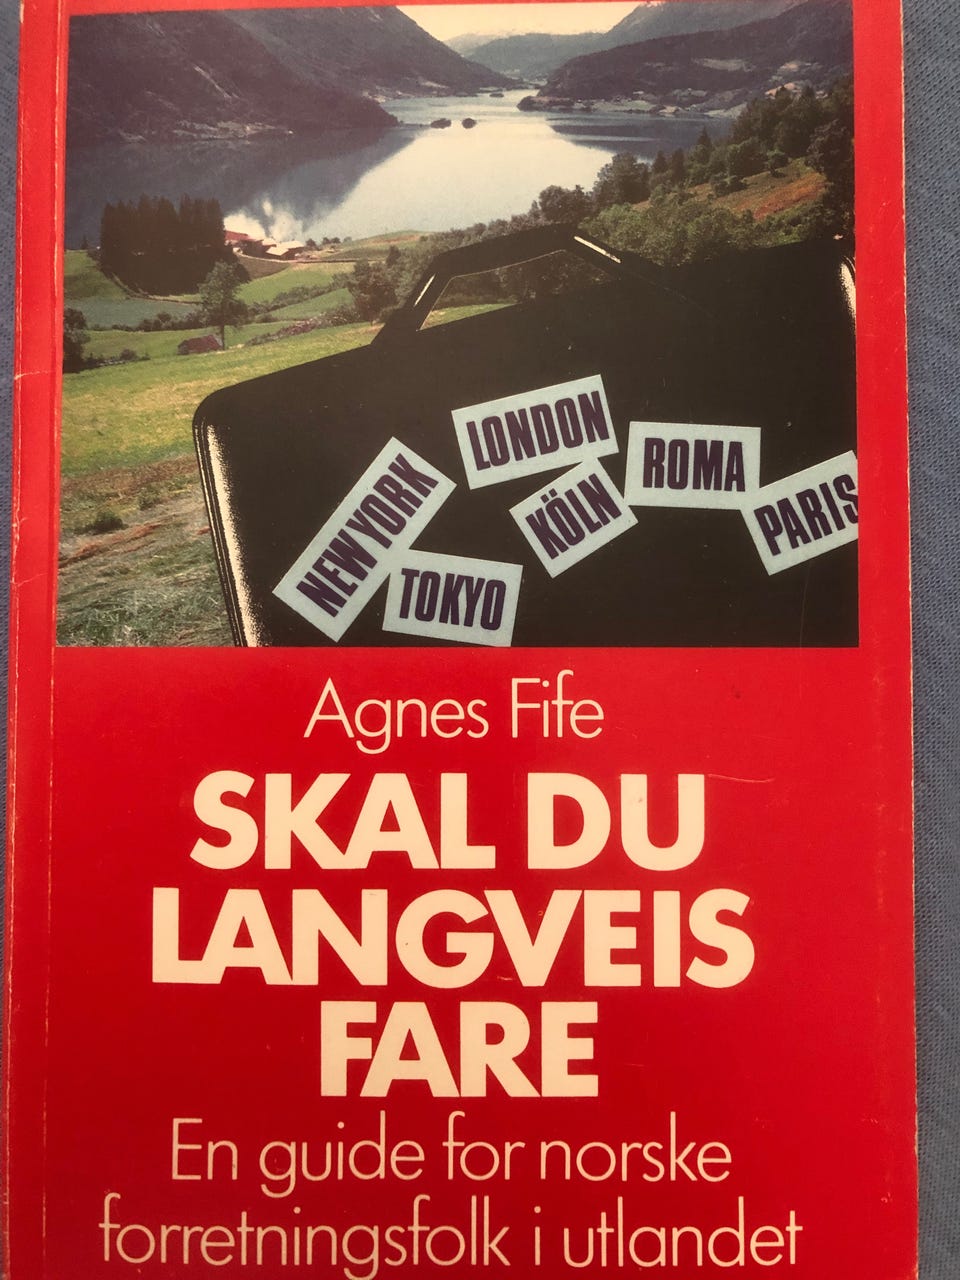 LONDON
ROMA
NEW YORK
KÖLN
PARIS
TOKYO
Agnes Fife
SKAL DU
LANGVEIS
FARE
En guide for norske
forretningsfolk i utlandet